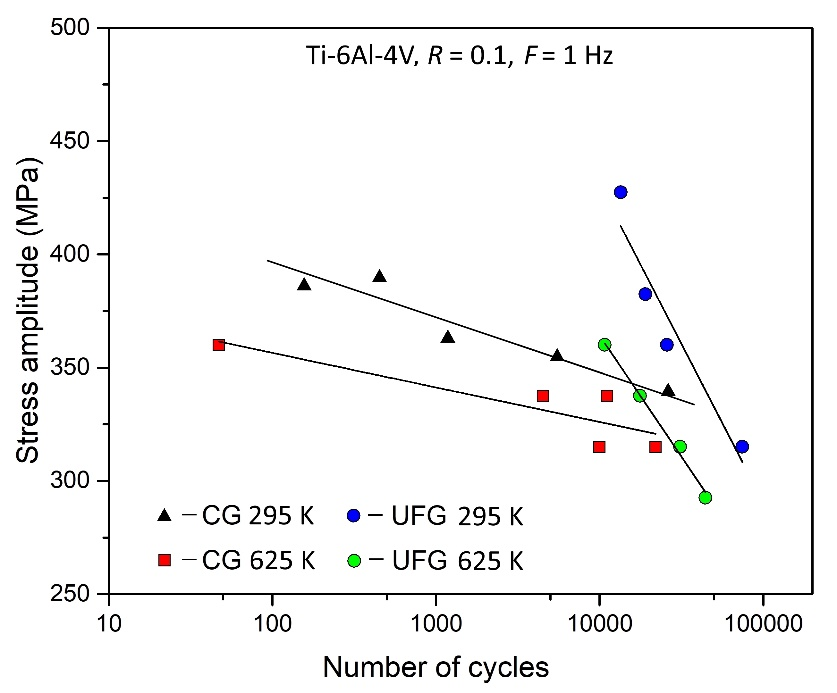 Ti-6Al-4V, R = 0.1, F = 1 Hz
500
450
400
350
300
250
Stress amplitude (MPa)
– CG 295 K
– UFG 295 K
– CG 625 K
– UFG 625 K
10
100
1000
10000
100000
Number of cycles